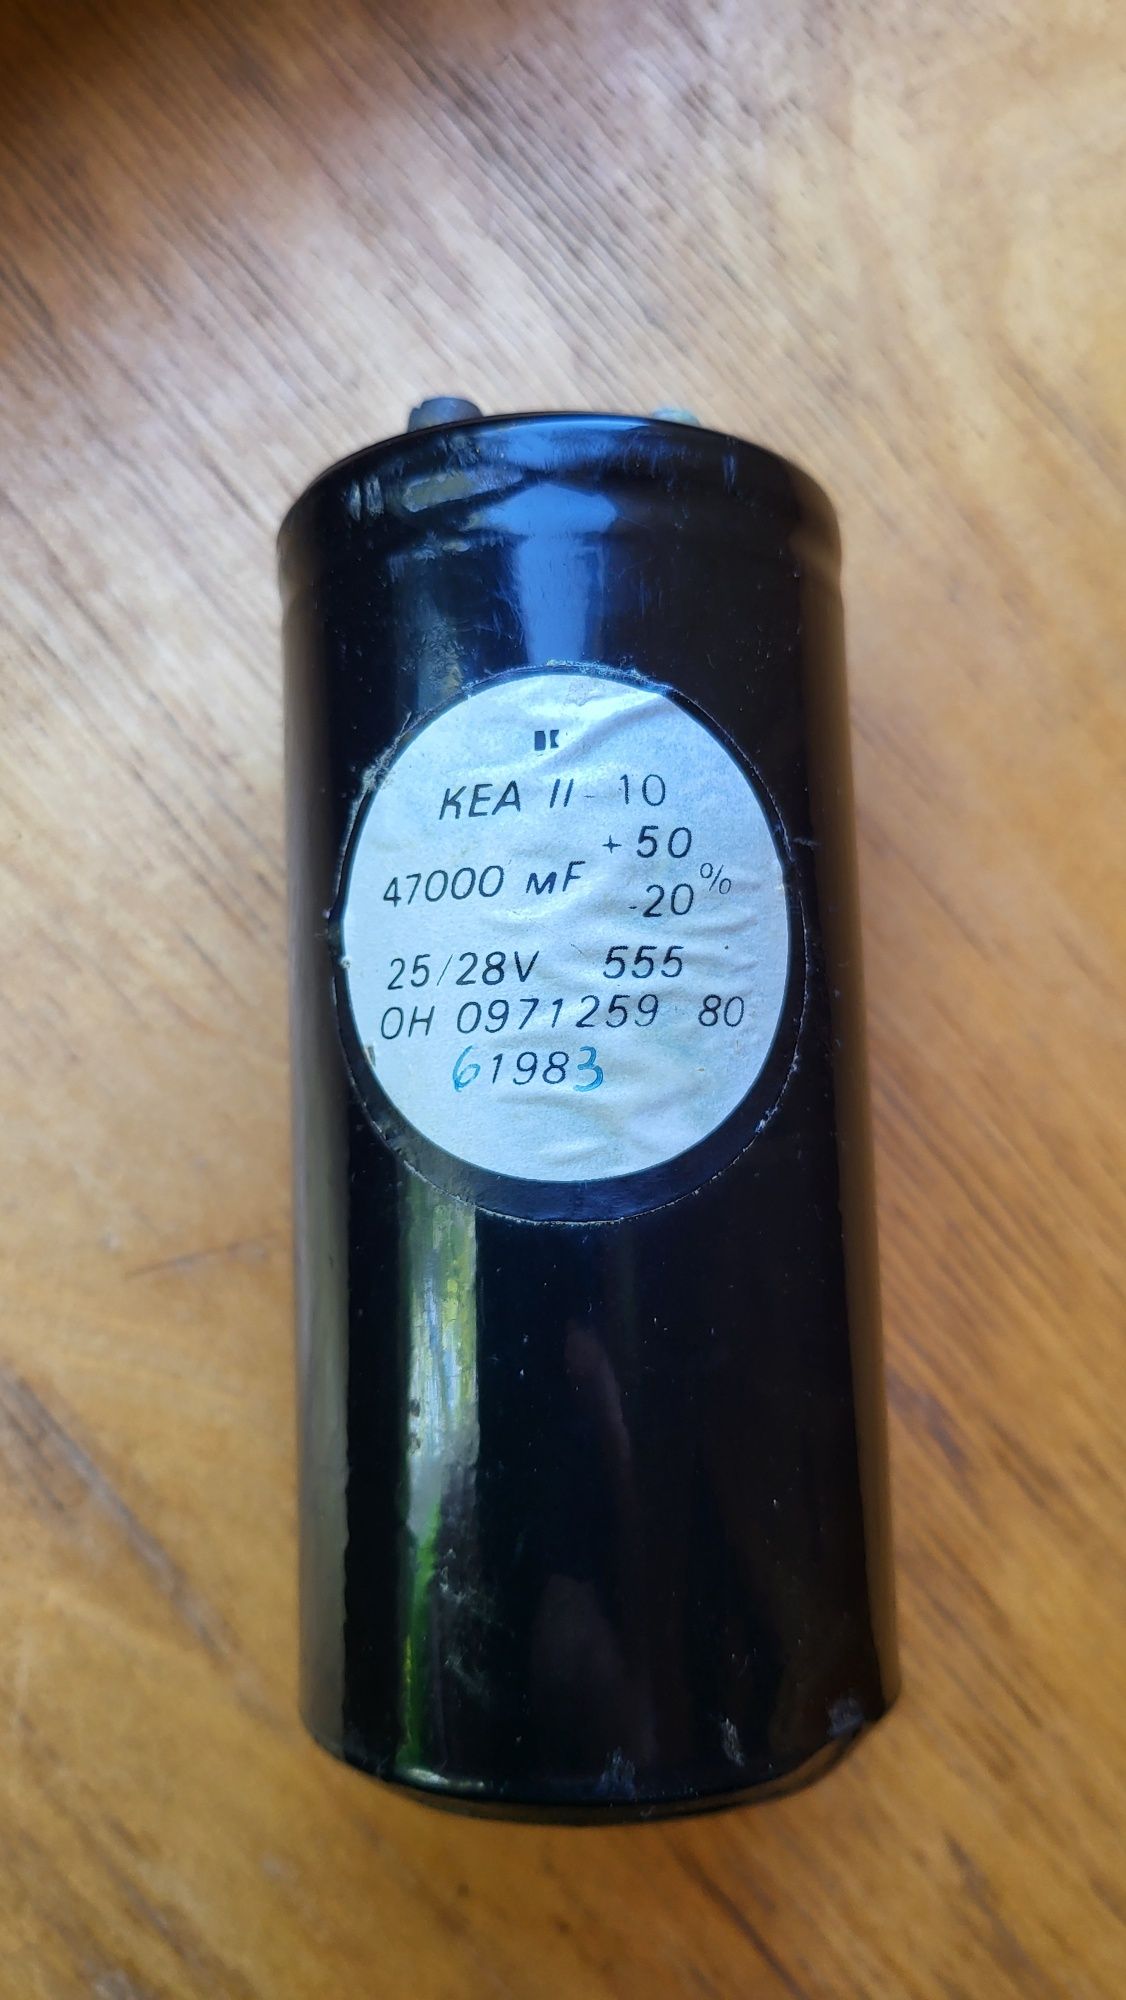 KEA II - 10
+50
47000 мF %
-20
25/28V 555
OH 0971259 80
61983